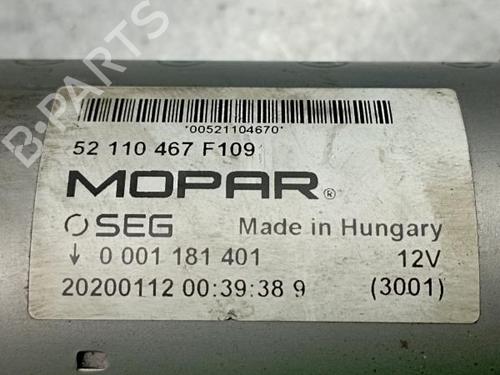 B-PARTS
*00521104670*
52 110 467 F109
MOPAR®
SEG Made in Hungary
↓ 0 001 181 401 12V
20200112 00:39:38 9 (3001)